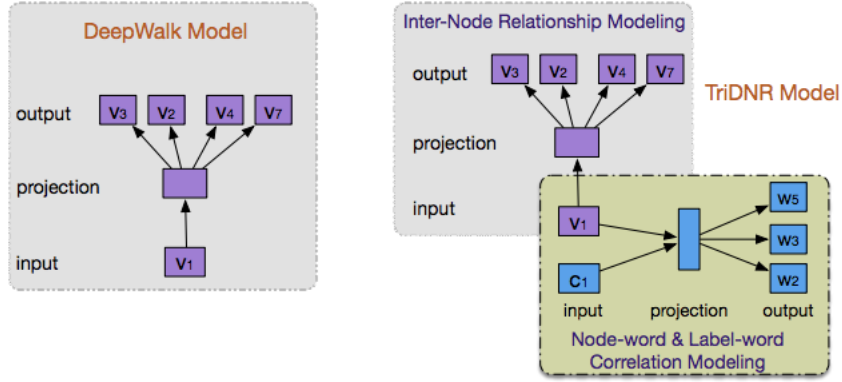 DeepWalk Model
output
V3 V2 V4 V7
projection
input
V1
Inter-Node Relationship Modeling
output
V3 V2 V4 V7
TriDNR Model
projection
input
V1
C1
W5
W3
W2
input projection output
Node-word & Label-word
Correlation Modeling